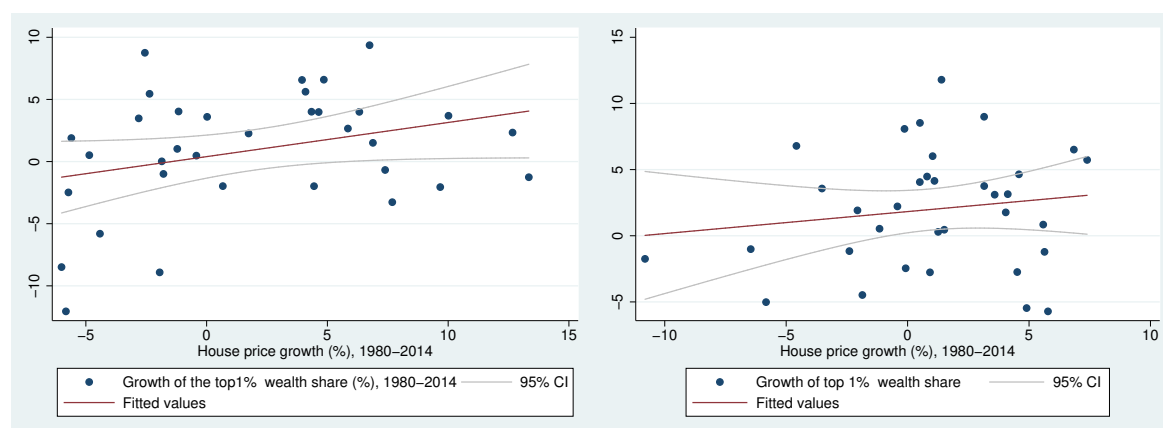 10
5
0
−5
−10
−5 0 5 10 15
House price growth (%), 1980−2014
Growth of the top1% wealth share (%), 1980−2014 95% CI
Fitted values
15
10
5
0
−5
−10 −5 0 5 10
House price growth (%), 1980−2014
Growth of top 1% wealth share 95% CI
Fitted values